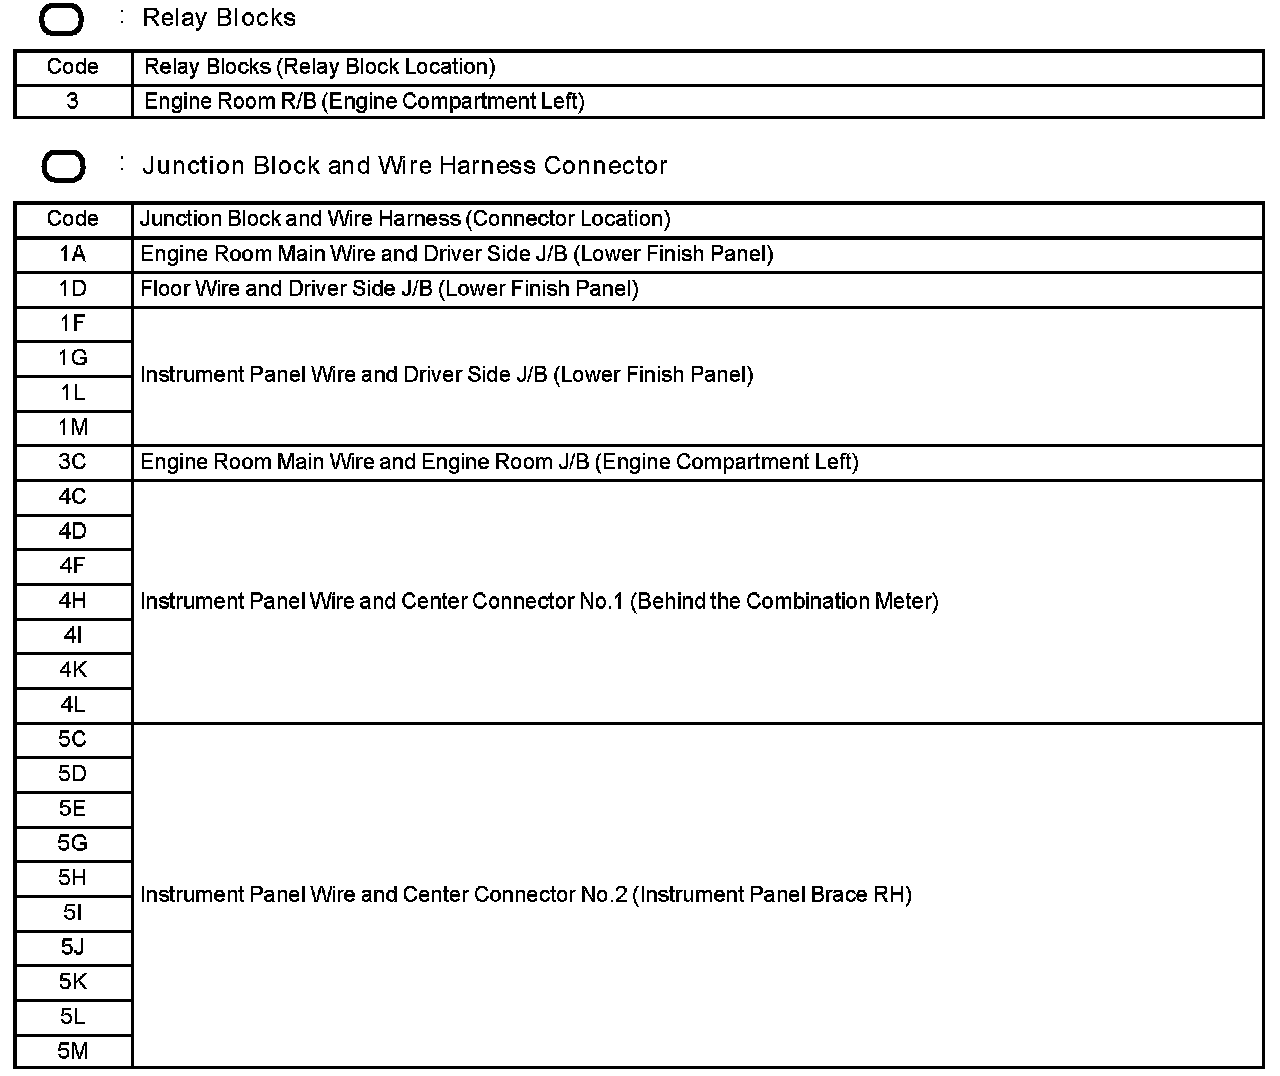 : Relay Blocks
Code Relay Blocks (Relay Block Location)
3 Engine Room R/B (Engine Compartment Left)
: Junction Block and Wire Harness Connector
Code Junction Block and Wire Harness (Connector Location)
1A Engine Room Main Wire and Driver Side J/B (Lower Finish Panel)
1D Floor Wire and Driver Side J/B (Lower Finish Panel)
1F
1G
Instrument Panel Wire and Driver Side J/B (Lower Finish Panel)
1L
1M
3C Engine Room Main Wire and Engine Room J/B (Engine Compartment Left)
4C
4D
4F
4H Instrument Panel Wire and Center Connector No.1 (Behind the Combination Meter)
4I
4K
4L
5C
5D
5E
5G
5H
Instrument Panel Wire and Center Connector No.2 (Instrument Panel Brace RH)
5I
5J
5K
5L
5M